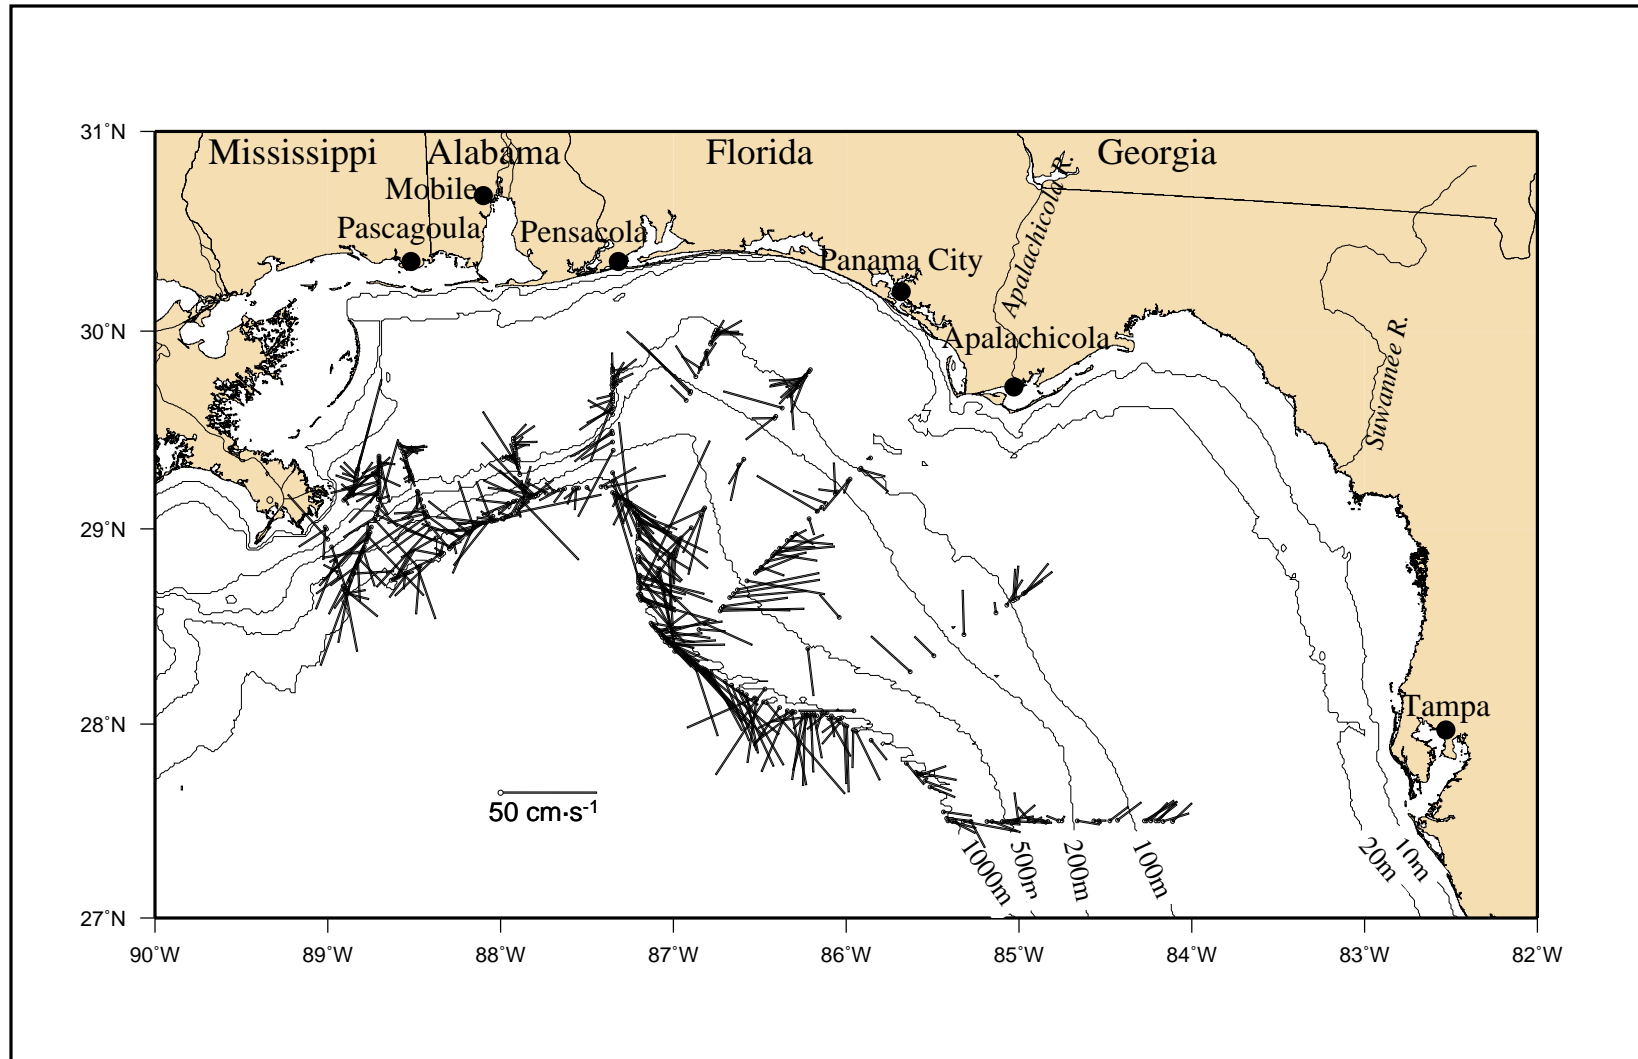 31°N
Mississippi Alabama Florida Georgia
Mobile
Pascagoula Pensacola
Apalachicola R.
Panama City
30°N
Apalachicola
Suwannee R.
29°N
28°N
Tampa
50 cm·s-1
1000m 500m 200m 100m 20m 10m
27°N
90°W 89°W 88°W 87°W 86°W 85°W 84°W 83°W 82°W